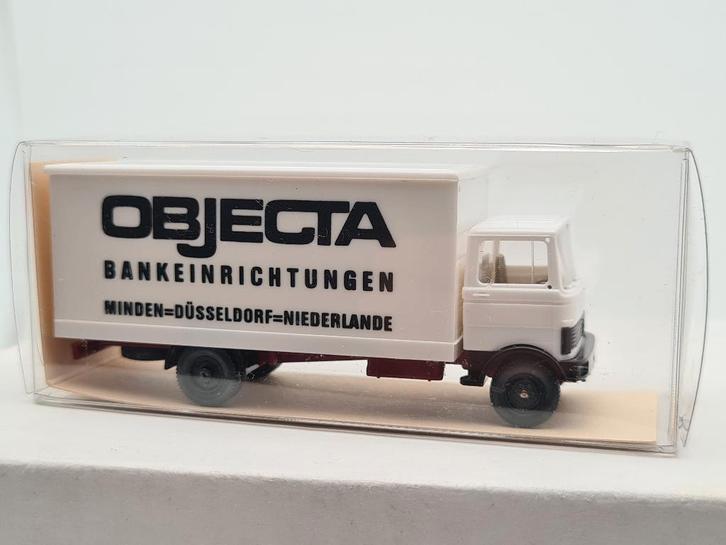 OBJECTA
BANKEINRICHTUNGEN
MINDEN=DÜSSELDORF=NIEDERLANDE